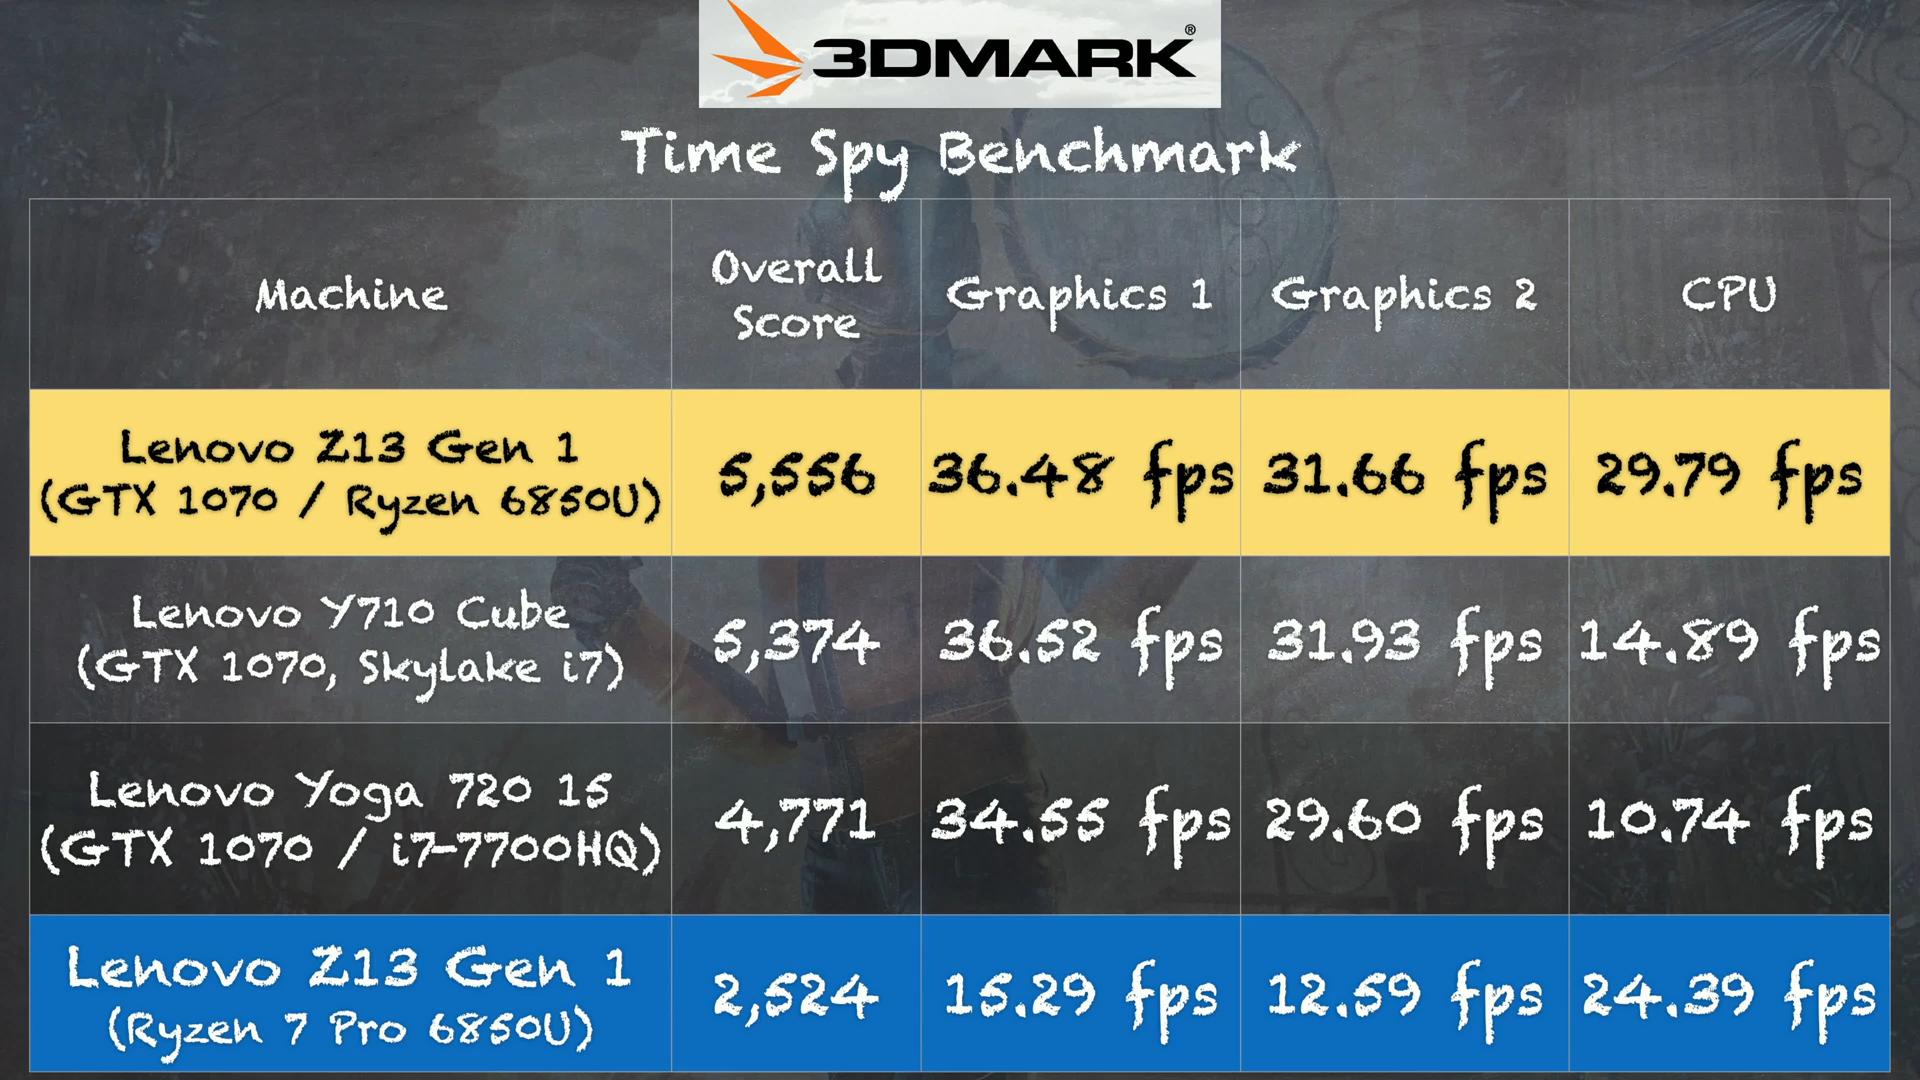 3DMARK®
Time Spy Benchmark
Machine
Overall
Score
Graphics 1
Graphics 2
CPU
Lenovo Z13 Gen 1
(GTX 1070 / Ryzen 6850U)
5,556
36.48 fps
31.66 fps
29.79 fps
Lenovo Y710 Cube
(GTX 1070, Skylake i7)
5,374
36.52 fps
31.93 fps
14.89 fps
Lenovo Yoga 720 15
(GTX 1070 / i7-7700HQ)
4,771
34.55 fps
29.60 fps
10.74 fps
Lenovo Z13 Gen 1
(Ryzen 7 Pro 6850U)
2,524
15.29 fps
12.59 fps
24.39 fps